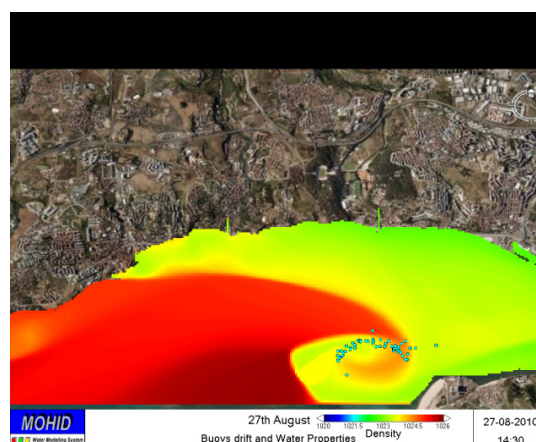 MOHID
Water Modelling System
27th August
1020 1021.5 1023 1024.5 1026
Density
Buoys drift and Water Properties
27-08-2010
14:30